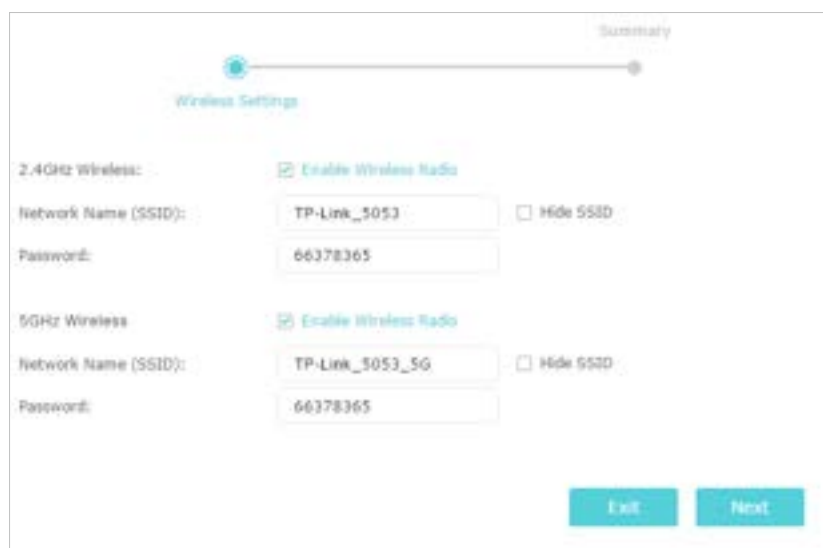 Summary
Wireless Settings
2.4GHz Wireless: Enable Wireless Radio
Network Name (SSID): TP-Link_5053 Hide SSID
Password: 66378365
5GHz Wireless Enable Wireless Radio
Network Name (SSID): TP-Link_5053_5G Hide SSID
Password: 66378365
Exit Next